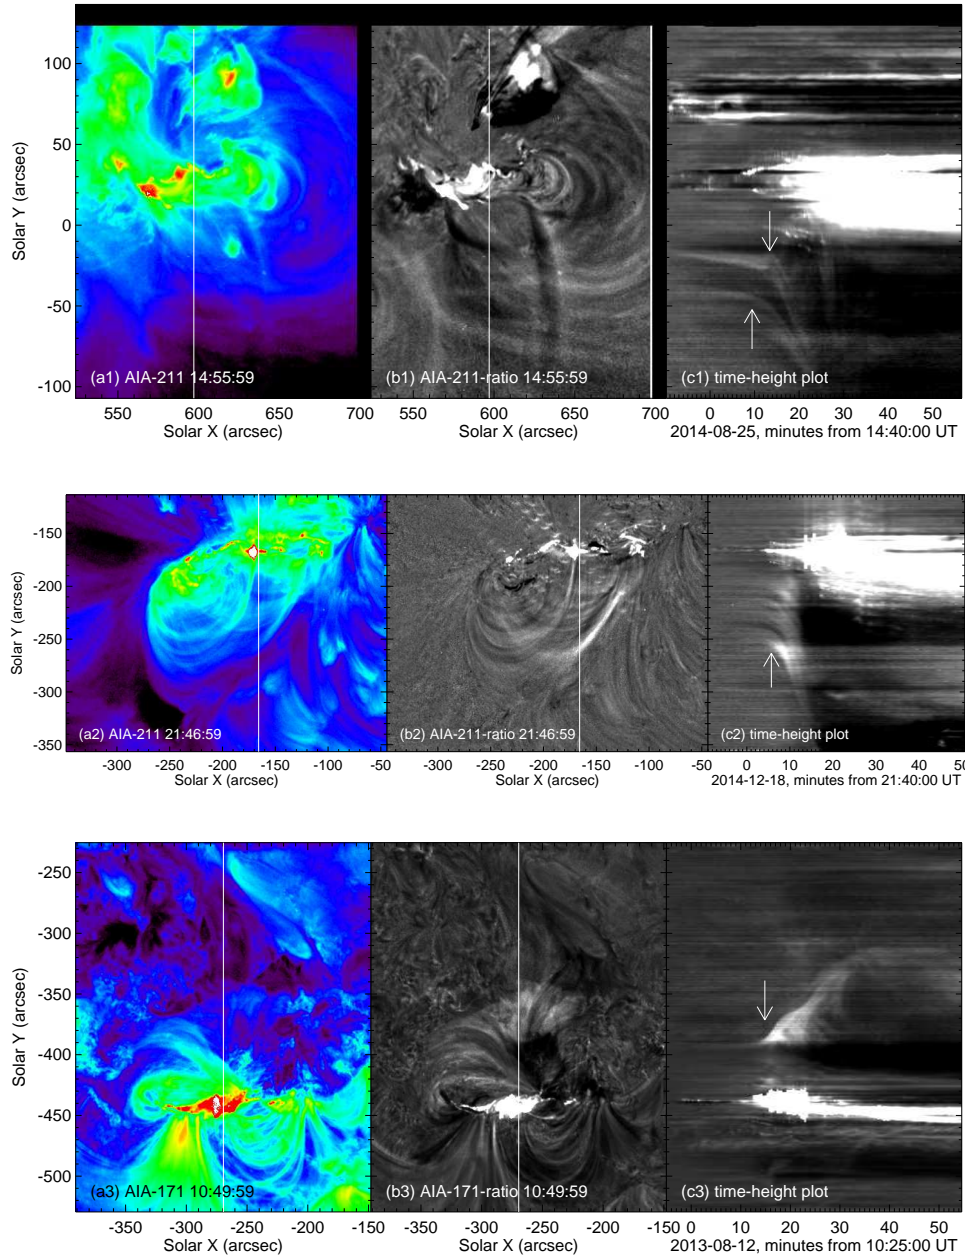 100
50
0
-50
-100
Solar Y (arcsec)
(a1) AIA-211 14:55:59
(b1) AIA-211-ratio 14:55:59
(c1) time-height plot
550 600 650 700 550 600 650 700 0 10 20 30 40 50
Solar X (arcsec) Solar X (arcsec) 2014-08-25, minutes from 14:40:00 UT
-150
-200
-250
-300
-350
Solar Y (arcsec)
(a2) AIA-211 21:46:59
(b2) AIA-211-ratio 21:46:59
(c2) time-height plot
-300 -250 -200 -150 -100 -50 -300 -250 -200 -150 -100 -50 0 10 20 30 40 50
Solar X (arcsec) Solar X (arcsec) 2014-12-18, minutes from 21:40:00 UT
-250
-300
-350
-400
-450
-500
Solar Y (arcsec)
(a3) AIA-171 10:49:59
(b3) AIA-171-ratio 10:49:59
(c3) time-height plot
-350 -300 -250 -200 -150 -350 -300 -250 -200 -150 0 10 20 30 40 50
Solar X (arcsec) Solar X (arcsec) 2013-08-12, minutes from 10:25:00 UT